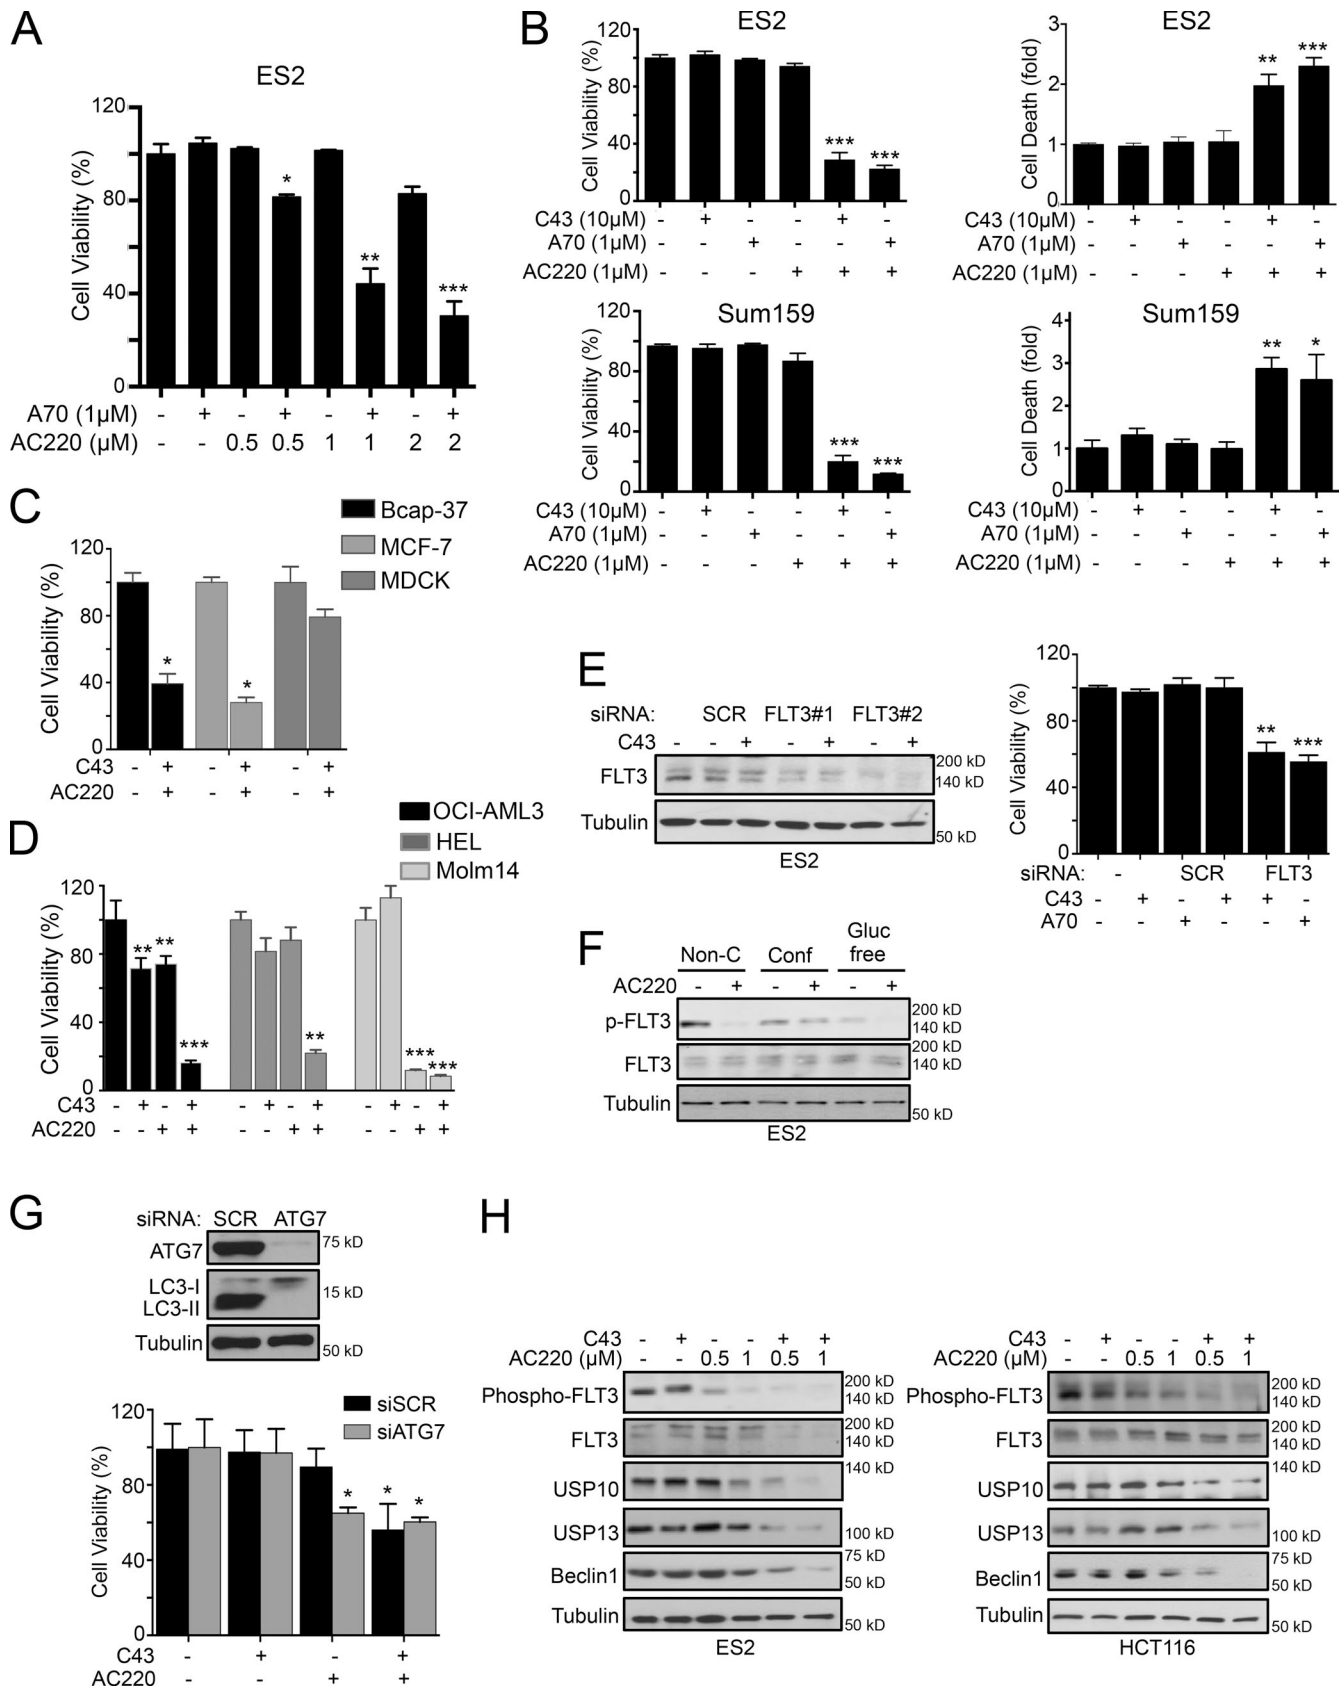 A
ES2
Cell Viability (%)
120
80
40
0
*
**
***
A70 (1µM) - + - + - + - +
AC220 (µM) - - 0.5 0.5 1 1 2 2
B
ES2
Cell Viability (%)
120
80
40
0
*** ***
C43 (10µM) - + - - + -
A70 (1µM) - - + - - +
AC220 (1µM) - - - + + +
ES2
Cell Death (fold)
3
2
1
0
** ***
C43 (10µM) - + - - + -
A70 (1µM) - - + - - +
AC220 (1µM) - - - + + +
Sum159
Cell Viability (%)
120
80
40
0
*** ***
C43 (10µM) - + - - + -
A70 (1µM) - - + - - +
AC220 (1µM) - - - + + +
Sum159
Cell Death (fold)
4
3
2
1
0
** *
C43 (10µM) - + - - + -
A70 (1µM) - - + - - +
AC220 (1µM) - - - + + +
C
Bcap-37
MCF-7
MDCK
Cell Viability (%)
120
80
40
0
* *
C43 - + - + - +
AC220 - + - + - +
D
OCI-AML3
HEL
Molm14
Cell Viability (%)
120
80
40
0
** ** *** ** *** ***
C43 - + - + - + - + - + - +
AC220 - - + + - - + + - - + +
E
siRNA: SCR FLT3#1 FLT3#2
C43 - - + - + - +
FLT3 200 kD
140 kD
Tubulin 50 kD
ES2
Cell Viability (%)
120
80
40
0
** ***
siRNA: - SCR FLT3
C43 - + - + + -
A70 - - + - - +
F
Non-C Conf Gluc free
AC220 - + - + - +
p-FLT3 200 kD
140 kD
FLT3 200 kD
140 kD
Tubulin 50 kD
ES2
G
siRNA: SCR ATG7
ATG7 75 kD
LC3-I 15 kD
LC3-II
Tubulin 50 kD
siSCR
siATG7
Cell Viability (%)
120
80
40
0
* * *
C43 - + - +
AC220 - - + +
H
C43 - + - - + +
AC220 (µM) - - 0.5 1 0.5 1
Phospho-FLT3 200 kD
140 kD
FLT3 200 kD
140 kD
USP10 140 kD
USP13 100 kD
Beclin1 75 kD
50 kD
Tubulin 50 kD
ES2
C43 - + - - + +
AC220 (µM) - - 0.5 1 0.5 1
Phospho-FLT3 200 kD
140 kD
FLT3 200 kD
140 kD
USP10 140 kD
USP13 100 kD
Beclin1 75 kD
50 kD
Tubulin 50 kD
HCT116